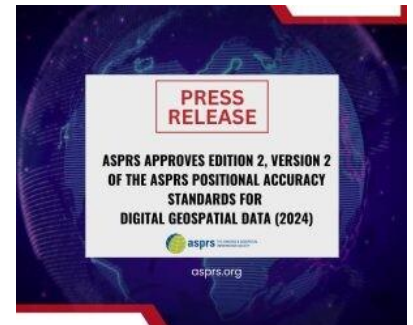 PRESS
RELEASE
ASPRS APPROVES EDITION 2, VERSION 2
OF THE ASPRS POSITIONAL ACCURACY
STANDARDS FOR
DIGITAL GEOSPATIAL DATA (2024)
asprs
asprs.org